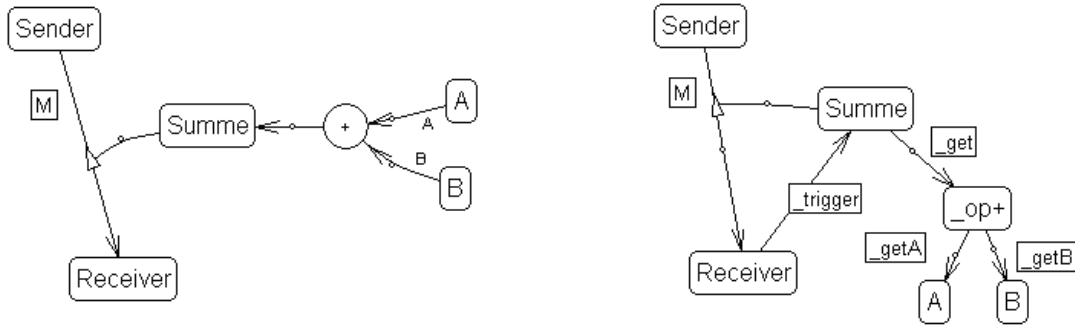 Sender
M
Summe
+
A
A
B
B
Receiver
Sender
M
Summe
_get
_trigger
_op+
Receiver
_getA
_getB
A
B